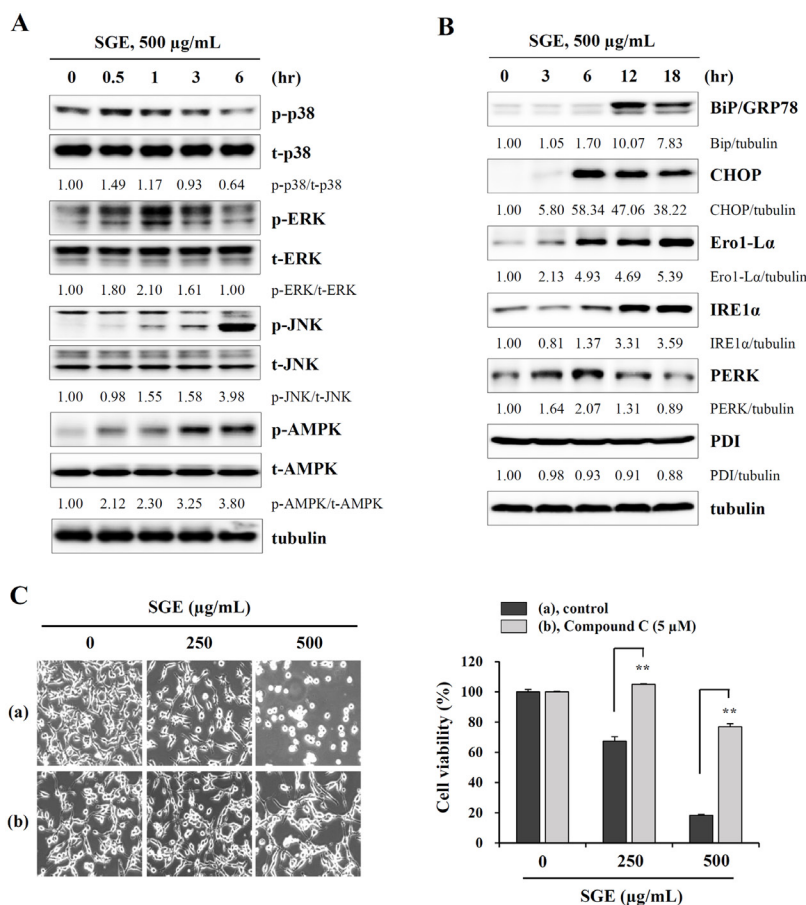 A
SGE, 500 µg/mL
0 0.5 1 3 6 (hr)
p-p38
t-p38
1.00 1.49 1.17 0.93 0.64 p-p38/t-p38
p-ERK
t-ERK
1.00 1.80 2.10 1.61 1.00 p-ERK/t-ERK
p-JNK
t-JNK
1.00 0.98 1.55 1.58 3.98 p-JNK/t-JNK
p-AMPK
t-AMPK
1.00 2.12 2.30 3.25 3.80 p-AMPK/t-AMPK
tubulin
B
SGE, 500 µg/mL
0 3 6 12 18 (hr)
BiP/GRP78
1.00 1.05 1.70 10.07 7.83 Bip/tubulin
CHOP
1.00 5.80 58.34 47.06 38.22 CHOP/tubulin
Ero1-Lα
1.00 2.13 4.93 4.69 5.39 Ero1-Lα/tubulin
IRE1α
1.00 0.81 1.37 3.31 3.59 IRE1α/tubulin
PERK
1.00 1.64 2.07 1.31 0.89 PERK/tubulin
PDI
1.00 0.98 0.93 0.91 0.88 PDI/tubulin
tubulin
C
SGE (µg/mL)
0 250 500
(a)
(b)
(a), control
(b), Compound C (5 µM)
Cell viability (%)
120
100
80
60
40
20
0
**
**
0 250 500
SGE (µg/mL)